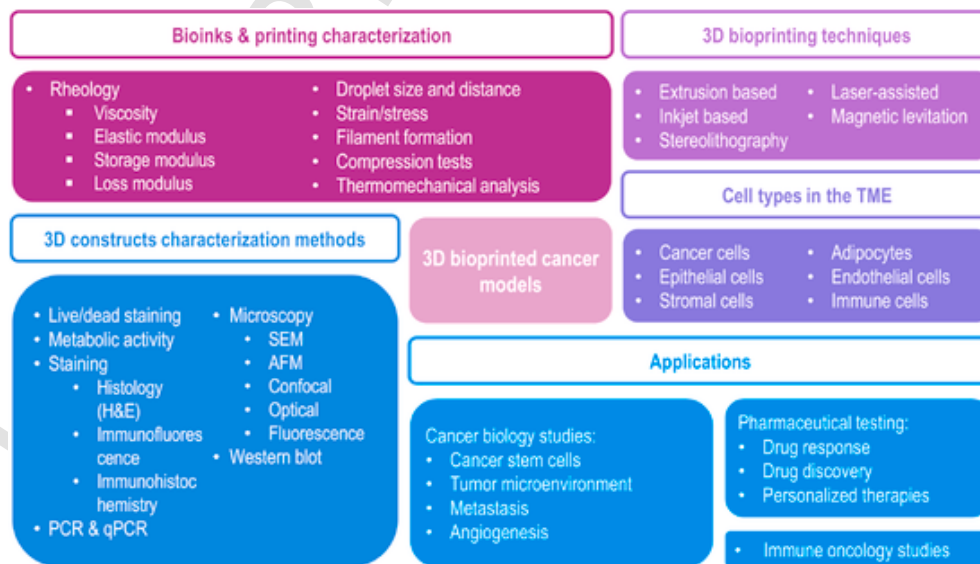 Bioinks & printing characterization
• Rheology
▪ Viscosity
▪ Elastic modulus
▪ Storage modulus
▪ Loss modulus
• Droplet size and distance
• Strain/stress
• Filament formation
• Compression tests
• Thermomechanical analysis
3D bioprinting techniques
• Extrusion based
• Inkjet based
• Stereolithography
• Laser-assisted
• Magnetic levitation
Cell types in the TME
• Cancer cells
• Epithelial cells
• Stromal cells
• Adipocytes
• Endothelial cells
• Immune cells
3D constructs characterization methods
• Live/dead staining
• Metabolic activity
• Staining
• Histology
(H&E)
• Immunofluores
cence
• Immunohistoc
hemistry
• PCR & qPCR
• Microscopy
• SEM
• AFM
• Confocal
• Optical
• Fluorescence
• Western blot
3D bioprinted cancer
models
Applications
Cancer biology studies:
• Cancer stem cells
• Tumor microenvironment
• Metastasis
• Angiogenesis
Pharmaceutical testing:
• Drug response
• Drug discovery
• Personalized therapies
• Immune oncology studies